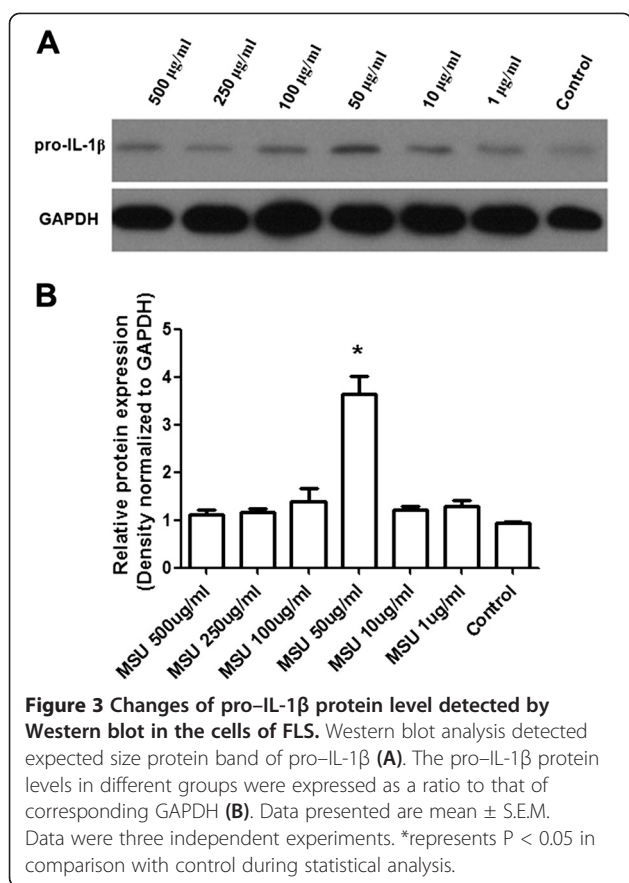 A
500 µg/ml 250 µg/ml 100 µg/ml 50 µg/ml 10 µg/ml 1 µg/ml Control
pro-IL-1β
GAPDH
B
Relative protein expression
(Density normalized to GAPDH)
5
4
3
2
1
0
*
MSU 500ug/ml MSU 250ug/ml MSU 100ug/ml MSU 50ug/ml MSU 10ug/ml MSU 1ug/ml Control
Figure 3 Changes of pro–IL-1β protein level detected by
Western blot in the cells of FLS. Western blot analysis detected
expected size protein band of pro–IL-1β (A). The pro–IL-1β protein
levels in different groups were expressed as a ratio to that of
corresponding GAPDH (B). Data presented are mean ± S.E.M.
Data were three independent experiments. *represents P < 0.05 in
comparison with control during statistical analysis.